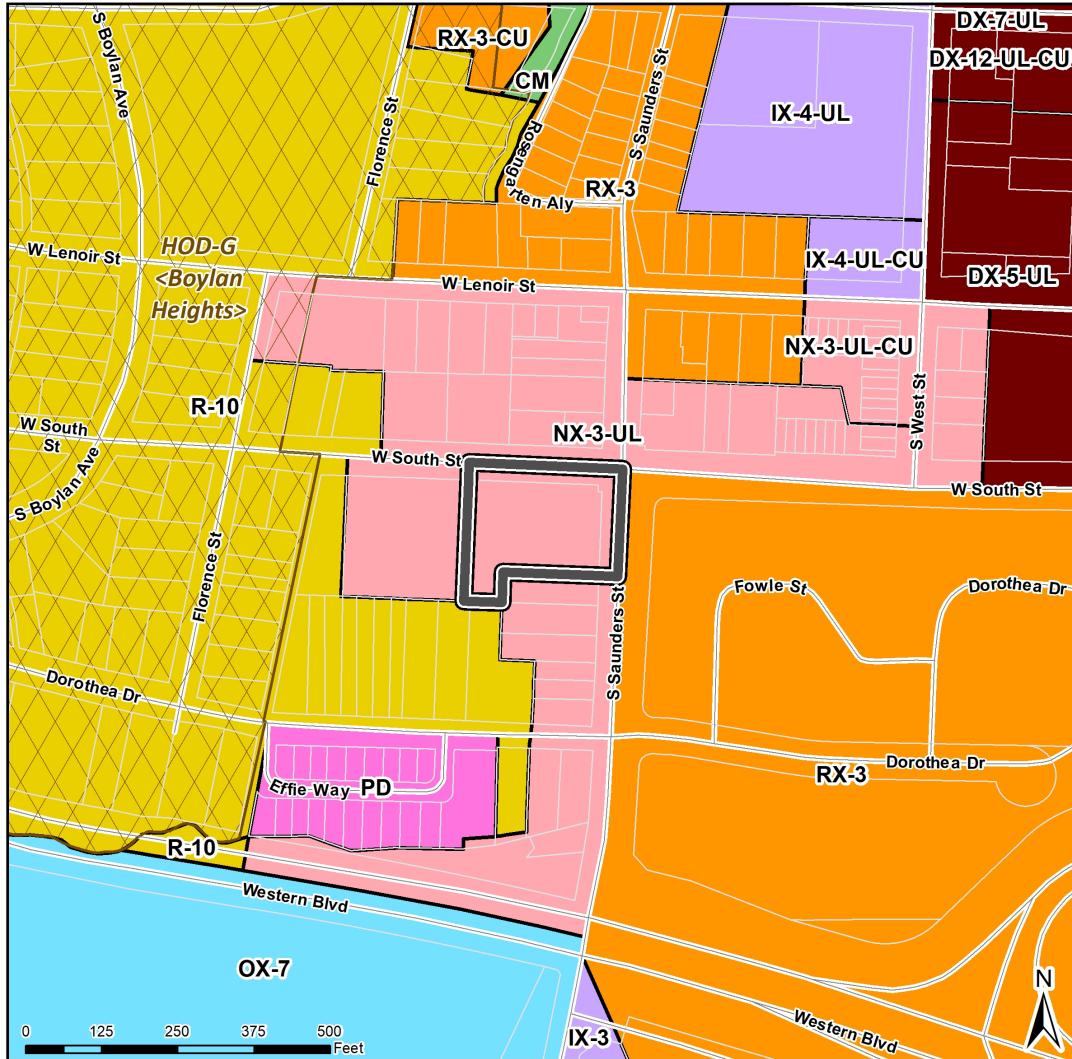 S Boylan Ave
RX-3-CU
CM
DX-7-UL
DX-12-UL-CU
IX-4-UL
Florence St
Rosengarten Aly
S Saunders St
RX-3
HOD-G
<Boylan
Heights>
W Lenoir St
W Lenoir St
IX-4-UL-CU
DX-5-UL
NX-3-UL-CU
R-10
S West St
W South
St
NX-3-UL
W South St
W South St
S Boylan Ave
Florence St
Fowle St
Dorothea Dr
S Saunders St
Dorothea Dr
Dorothea Dr
RX-3
Effie Way
PD
R-10
Western Blvd
OX-7
Western Blvd
IX-3
N
0 125 250 375 500
Feet